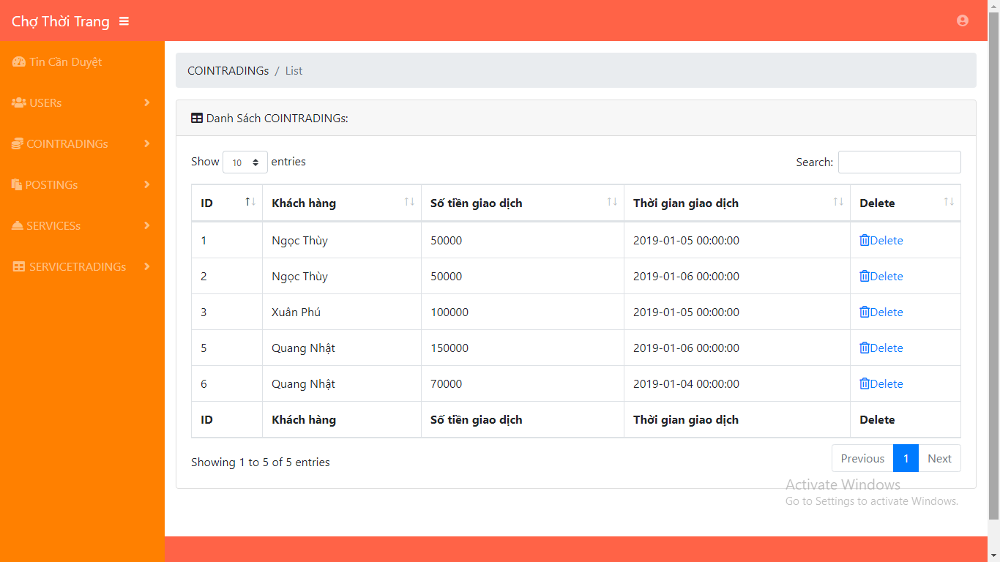 Chợ Thời Trang
Tin Cần Duyệt
USERs
COINTRADINGs
POSTINGs
SERVICESs
SERVICETRADINGs
COINTRADINGs / List
Danh Sách COINTRADINGs:
Show 10 entries Search:
ID Khách hàng Số tiền giao dịch Thời gian giao dịch Delete
1 Ngọc Thùy 50000 2019-01-05 00:00:00 Delete
2 Ngọc Thùy 50000 2019-01-06 00:00:00 Delete
3 Xuân Phú 100000 2019-01-05 00:00:00 Delete
5 Quang Nhật 150000 2019-01-06 00:00:00 Delete
6 Quang Nhật 70000 2019-01-04 00:00:00 Delete
ID Khách hàng Số tiền giao dịch Thời gian giao dịch Delete
Showing 1 to 5 of 5 entries Previous 1 Next
Activate Windows
Go to Settings to activate Windows.